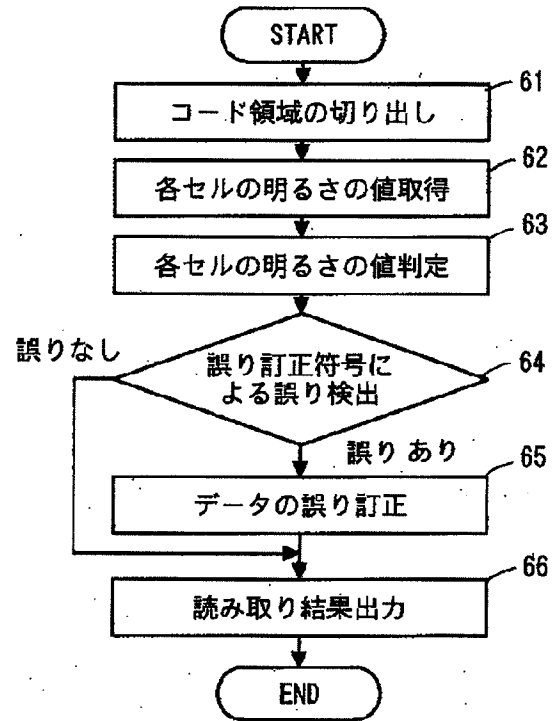 START
61
コード領域の切り出し
62
各セルの明るさの値取得
63
各セルの明るさの値判定
誤りなし
誤り訂正符号に
よる誤り検出
64
誤り あり
65
データの誤り訂正
66
読み取り結果出力
END